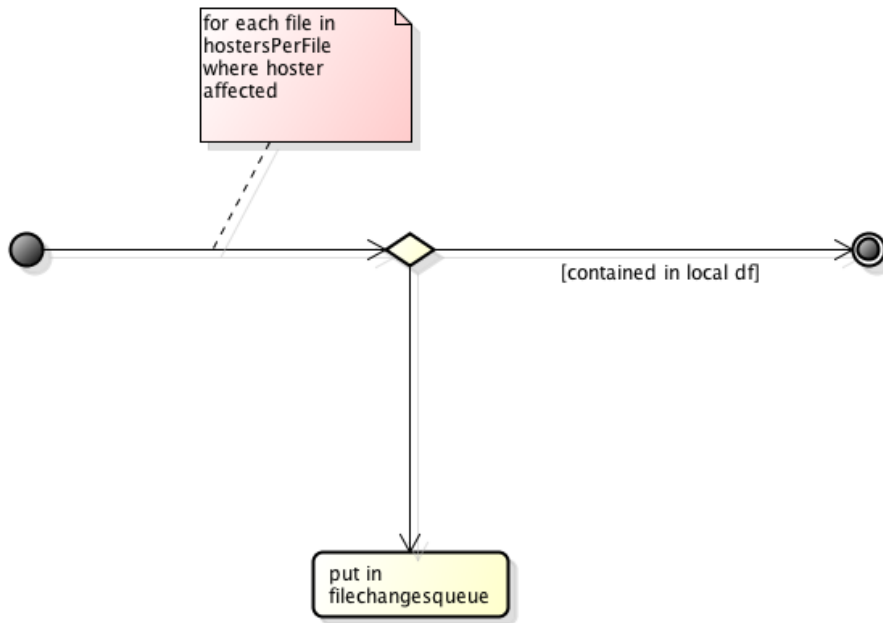 for each file in
hostersPerFile
where hoster
affected
[contained in local df]
put in
filechangesqueue